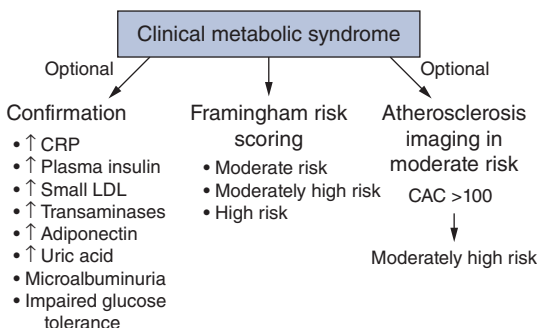 Clinical metabolic syndrome
Optional
Optional
Confirmation
• ↑ CRP
• ↑ Plasma insulin
• ↑ Small LDL
• ↑ Transaminases
• ↑ Adiponectin
• ↑ Uric acid
• Microalbuminuria
• Impaired glucose
tolerance
Framingham risk
scoring
• Moderate risk
• Moderately high risk
• High risk
Atherosclerosis
imaging in
moderate risk
CAC >100
Moderately high risk